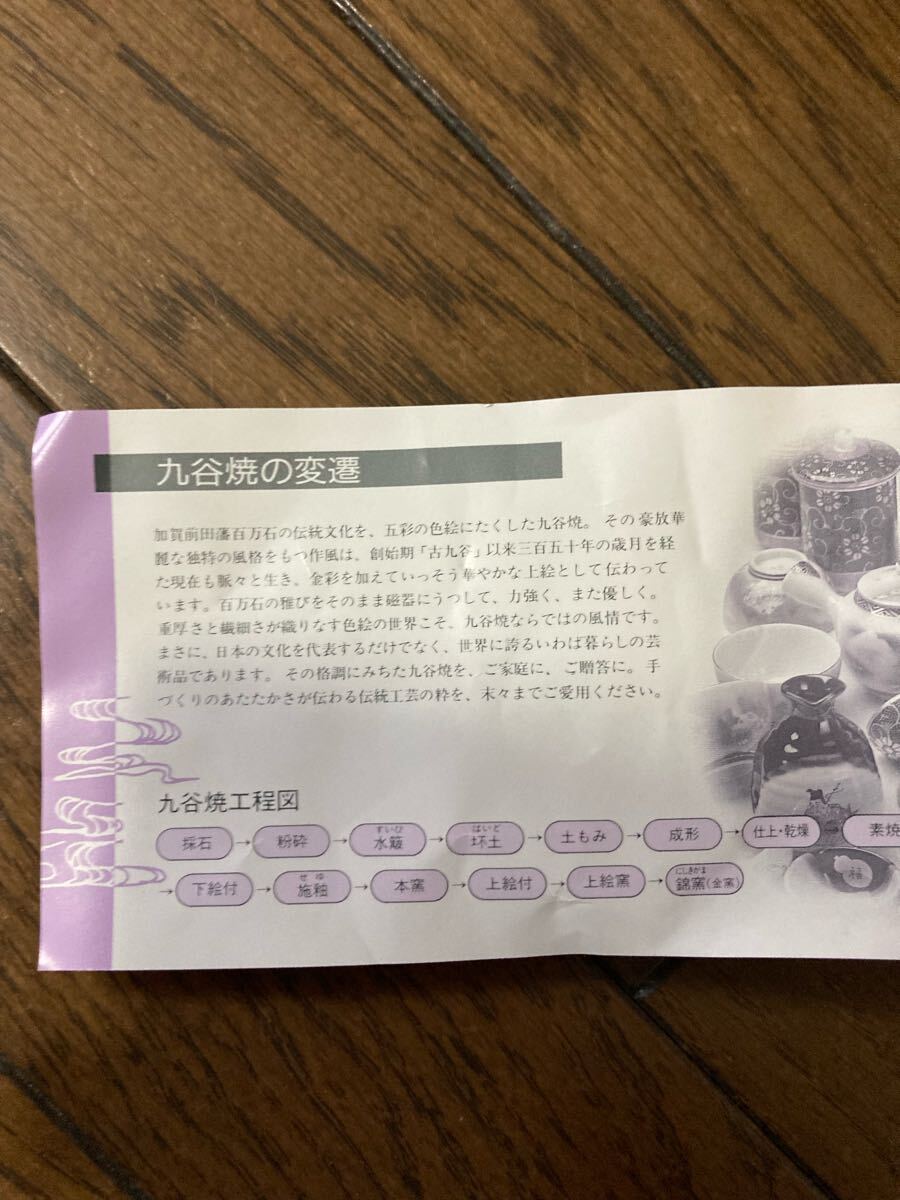 九谷焼の変遷
加賀前田藩百万石の伝統文化を、五彩の色絵にたくした九谷焼。その豪放華
麗な独特の風格をもつ作風は、創始期「古九谷」以来三百五十年の歳月を経
た現在も脈々と生き、金彩を加えていっそう華やかな上絵として伝わって
います。百万石の雅びをそのまま磁器にうつして、力強く、また優しく。
重厚さと繊細さが織りなす色絵の世界こそ、九谷焼ならではの風情です。
まさに、日本の文化を代表するだけでなく、世界に誇るいわば暮らしの芸
術品であります。その格調にみちた九谷焼を、ご家庭に、ご贈答に。手
づくりのあたたかさが伝わる伝統工芸の粋を、末々までご愛用ください。
九谷焼工程図
すいひ はいど
採石→粉砕→水簸→坏土→土もみ→成形→仕上・乾燥→素焼
せゆ にしきがま
→下絵付→施釉→本窯→上絵付→上絵窯→錦窯(金窯)